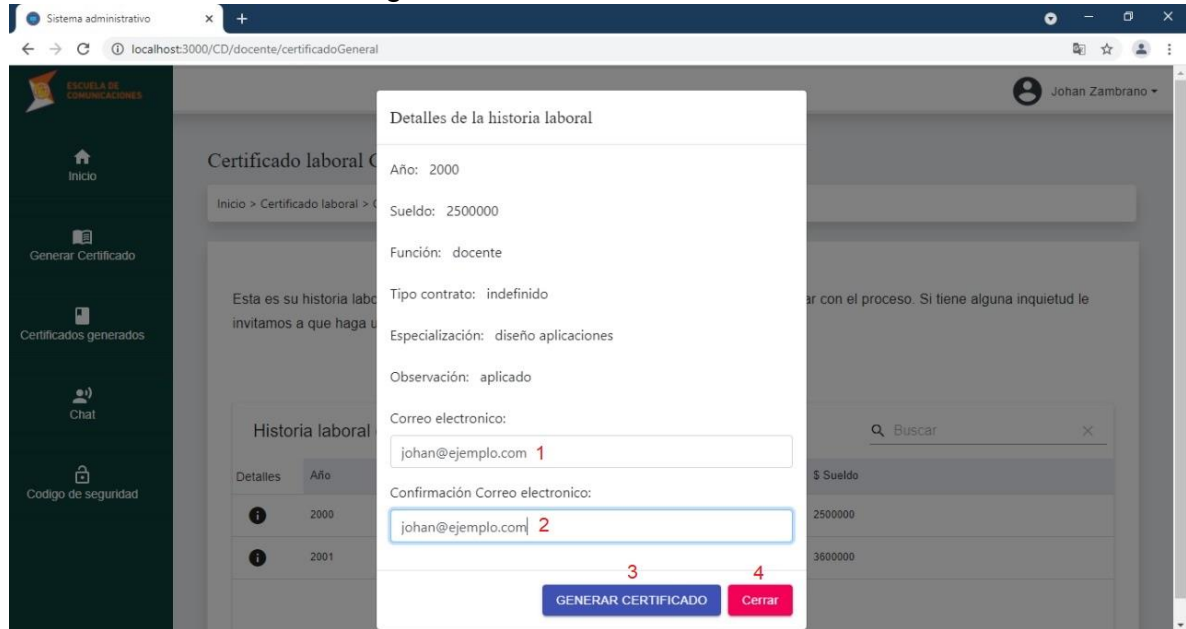 Sistema administrativo
localhost:3000/CD/docente/certificadoGeneral
ESCUELA DE
COMUNICACIONES
Johan Zambrano
Inicio
Generar Certificado
Certificados generados
Chat
Codigo de seguridad
Certificado laboral
Inicio > Certificado laboral >
Esta es su historia
ar con el proceso. Si tiene alguna inquietud le
invitamos a que haga
Historia laboral
Buscar
Detalles Año $ Sueldo
2000 2500000
2001 3600000
Detalles de la historia laboral
Año: 2000
Sueldo: 2500000
Función: docente
Tipo contrato: indefinido
Especialización: diseño aplicaciones
Observación: aplicado
Correo electronico:
johan@ejemplo.com 1
Confirmación Correo electronico:
johan@ejemplo.com 2
3 4
GENERAR CERTIFICADO Cerrar